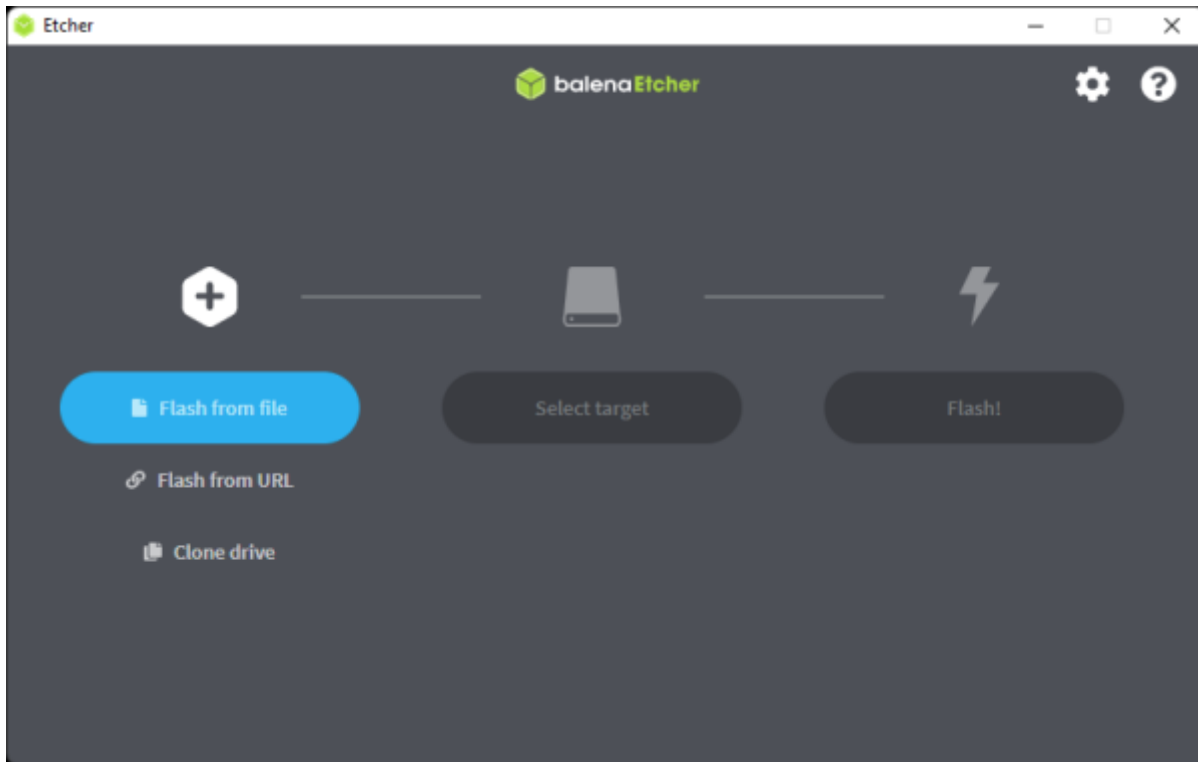 Etcher
balenaEtcher
Flash from file
Select target
Flash!
Flash from URL
Clone drive